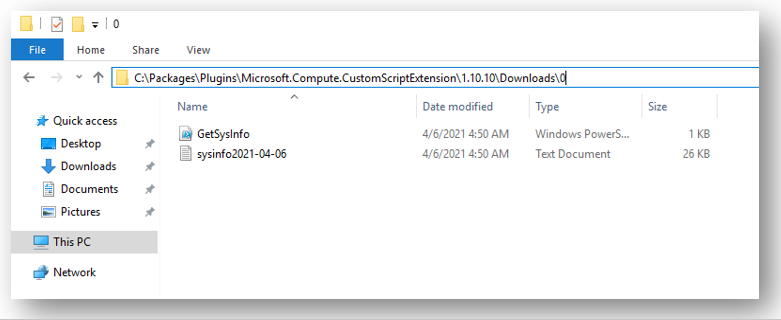 0
File Home Share View
C:\Packages\Plugins\Microsoft.Compute.CustomScriptExtension\1.10.10\Downloads\0
Name Date modified Type Size
Quick access
GetSysInfo 4/6/2021 4:50 AM Windows PowerS... 1 KB
Desktop
sysinfo2021-04-06 4/6/2021 4:50 AM Text Document 26 KB
Downloads
Documents
Pictures
This PC
Network